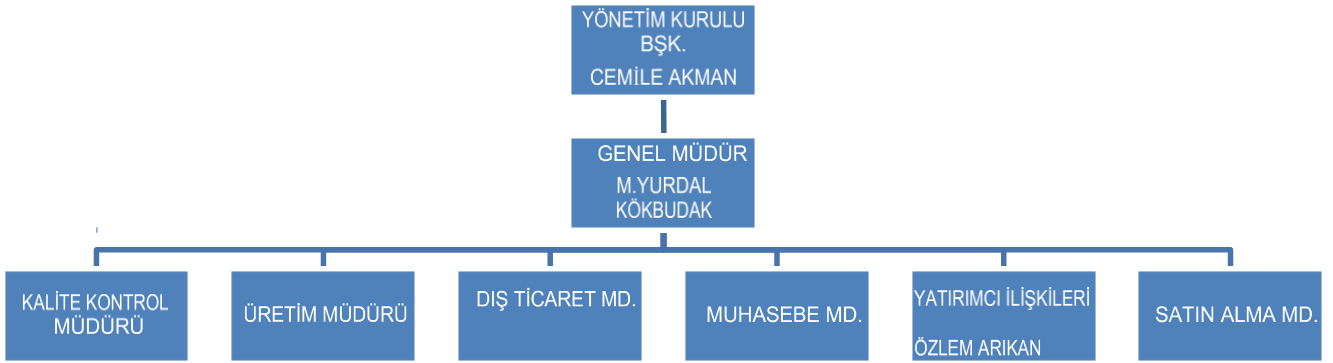 YÖNETİM KURULU
BŞK.
CEMİLE AKMAN
GENEL MÜDÜR
M.YURDAL
KÖKBUDAK
KALİTE KONTROL
MÜDÜRÜ
ÜRETİM MÜDÜRÜ
DIŞ TİCARET MD.
MUHASEBE MD.
YATIRIMCI İLİŞKİLERİ
ÖZLEM ARIKAN
SATIN ALMA MD.